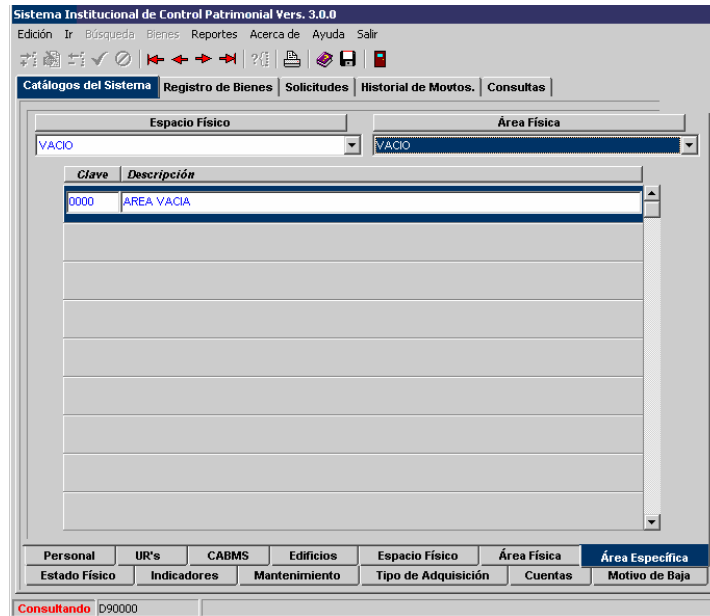 Sistema Institucional de Control Patrimonial Vers. 3.0.0
Edición Ir Búsqueda Bienes Reportes Acerca de Ayuda Salir
Catálogos del Sistema Registro de Bienes Solicitudes Historial de Movtos. Consultas
Espacio Físico Área Física
VACIO VACIO
Clave Descripción
0000 AREA VACIA
Personal UR's CABMS Edificios Espacio Físico Área Física Área Específica
Estado Físico Indicadores Mantenimiento Tipo de Adquisición Cuentas Motivo de Baja
Consultando D90000